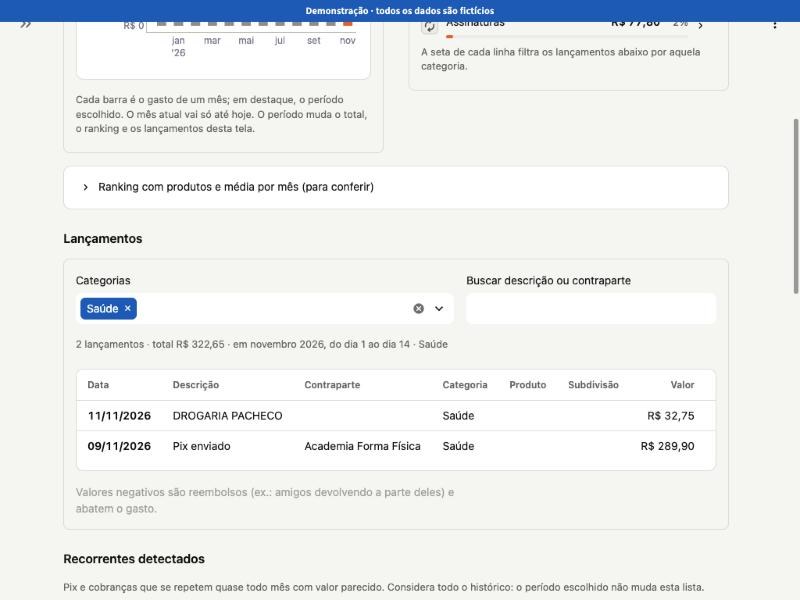 Demonstração · todos os dados são fictícios
R$ 0
jan
'26
mar
mai
jul
set
nov
Assinaturas R$ 77,80 2%
A seta de cada linha filtra os lançamentos abaixo por aquela
categoria.
Cada barra é o gasto de um mês; em destaque, o período
escolhido. O mês atual vai só até hoje. O período muda o total,
o ranking e os lançamentos desta tela.
Ranking com produtos e média por mês (para conferir)
Lançamentos
Categorias
Buscar descrição ou contraparte
Saúde ×
2 lançamentos · total R$ 322,65 · em novembro 2026, do dia 1 ao dia 14 · Saúde
Data Descrição Contraparte Categoria Produto Subdivisão Valor
11/11/2026 DROGARIA PACHECO Saúde R$ 32,75
09/11/2026 Pix enviado Academia Forma Física Saúde R$ 289,90
Valores negativos são reembolsos (ex.: amigos devolvendo a parte deles) e
abatem o gasto.
Recorrentes detectados
Pix e cobranças que se repetem quase todo mês com valor parecido. Considera todo o histórico: o período escolhido não muda esta lista.